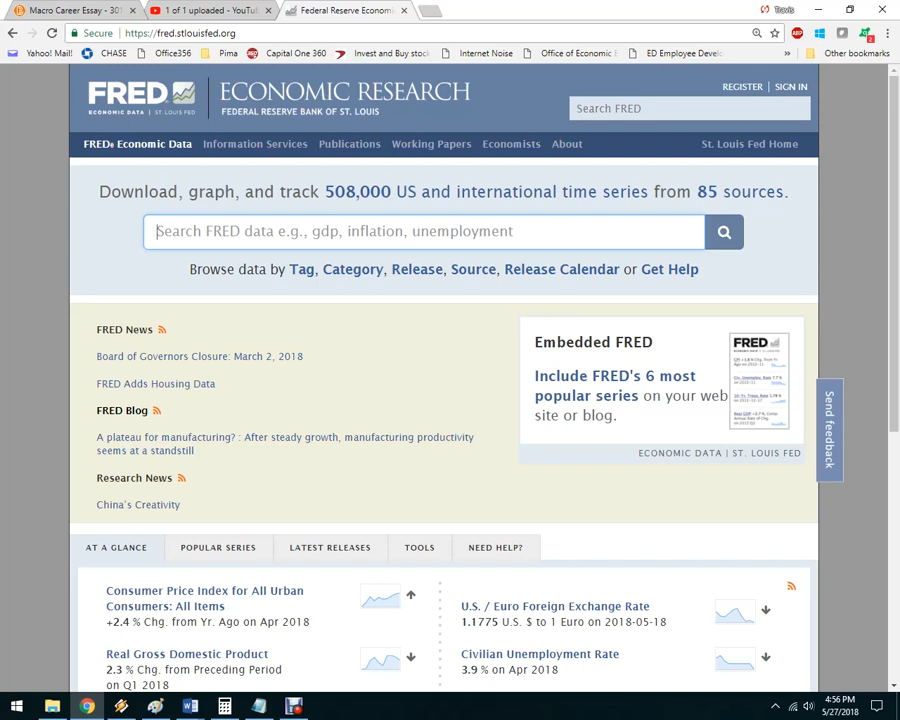 Macro Career Essay - 301
1 of 1 uploaded - YouTube
Federal Reserve Economi
Travis
Secure
https://fred.stlouisfed.org
Yahoo! Mail!
CHASE
Office356
Pima
Capital One 360
Invest and Buy stoc
Internet Noise
Office of Economic
ED Employee Devel
»
Other bookmarks
FRED
ECONOMIC DATA | ST. LOUIS FED
ECONOMIC RESEARCH
FEDERAL RESERVE BANK OF ST. LOUIS
REGISTER | SIGN IN
Search FRED
FRED® Economic Data
Information Services
Publications
Working Papers
Economists
About
St. Louis Fed Home
Download, graph, and track 508,000 US and international time series from 85 sources.
Search FRED data e.g., gdp, inflation, unemployment
Browse data by Tag, Category, Release, Source, Release Calendar or Get Help
FRED News
Board of Governors Closure: March 2, 2018
FRED Adds Housing Data
FRED Blog
A plateau for manufacturing? : After steady growth, manufacturing productivity
seems at a standstill
Research News
China's Creativity
Embedded FRED
Include FRED's 6 most
popular series on your web
site or blog.
FRED
ECONOMIC DATA | ST. LOUIS FED
Send feedback
AT A GLANCE
POPULAR SERIES
LATEST RELEASES
TOOLS
NEED HELP?
Consumer Price Index for All Urban
Consumers: All Items
+2.4 % Chg. from Yr. Ago on Apr 2018
U.S. / Euro Foreign Exchange Rate
1.1775 U.S. $ to 1 Euro on 2018-05-18
Real Gross Domestic Product
2.3 % Chg. from Preceding Period
on Q1 2018
Civilian Unemployment Rate
3.9 % on Apr 2018
4:56 PM
5/27/2018